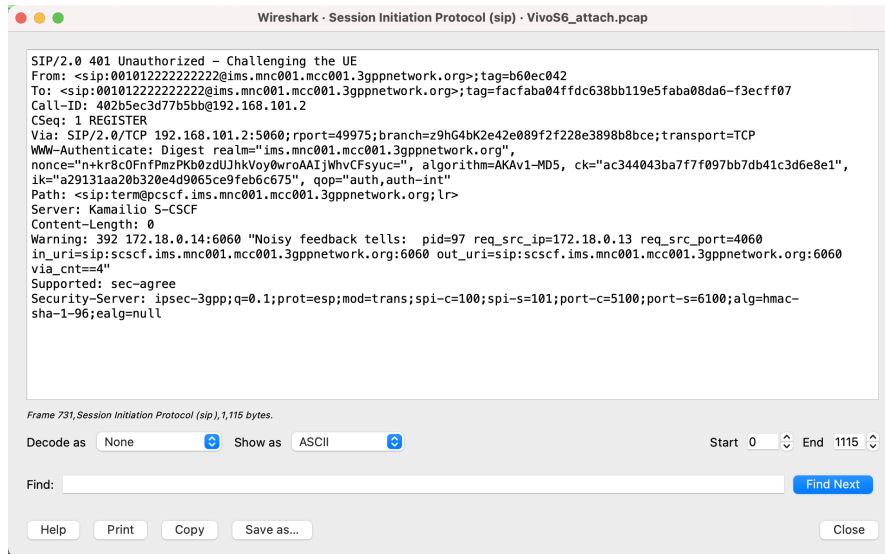 Wireshark · Session Initiation Protocol (sip) · VivoS6_attach.pcap
SIP/2.0 401 Unauthorized – Challenging the UE
From: <sip:001012222222222@ims.mnc001.mcc001.3gppnetwork.org>;tag=b60ec042
To: <sip:001012222222222@ims.mnc001.mcc001.3gppnetwork.org>;tag=facfaba04ffdc638bb119e5faba08da6-f3ecff07
Call-ID: 402b5ec3d77b5bb@192.168.101.2
CSeq: 1 REGISTER
Via: SIP/2.0/TCP 192.168.101.2:5060;rport=49975;branch=z9hG4bK2e42e089f2f228e3898b8bce;transport=TCP
WWW-Authenticate: Digest realm="ims.mnc001.mcc001.3gppnetwork.org",
nonce="n+kr8cOFnfPmzPKb0zdUJhkVoy0wroAAIjWhvCFsyuc=", algorithm=AKAv1-MD5, ck="ac344043ba7f7f097bb7db41c3d6e8e1",
ik="a29131aa20b320e4d9065ce9feb6c675", qop="auth,auth-int"
Path: <sip:term@pcscf.ims.mnc001.mcc001.3gppnetwork.org;lr>
Server: Kamailio S-CSCF
Content-Length: 0
Warning: 392 172.18.0.14:6060 "Noisy feedback tells:  pid=97 req_src_ip=172.18.0.13 req_src_port=4060
in_uri=sip:scscf.ims.mnc001.mcc001.3gppnetwork.org:6060 out_uri=sip:scscf.ims.mnc001.mcc001.3gppnetwork.org:6060
via_cnt==4"
Supported: sec-agree
Security-Server: ipsec-3gpp;q=0.1;prot=esp;mod=trans;spi-c=100;spi-s=101;port-c=5100;port-s=6100;alg=hmac-
sha-1-96;ealg=null
Frame 731, Session Initiation Protocol (sip), 1,115 bytes.
Decode as None Show as ASCII Start 0 End 1115
Find: Find Next
Help Print Copy Save as... Close